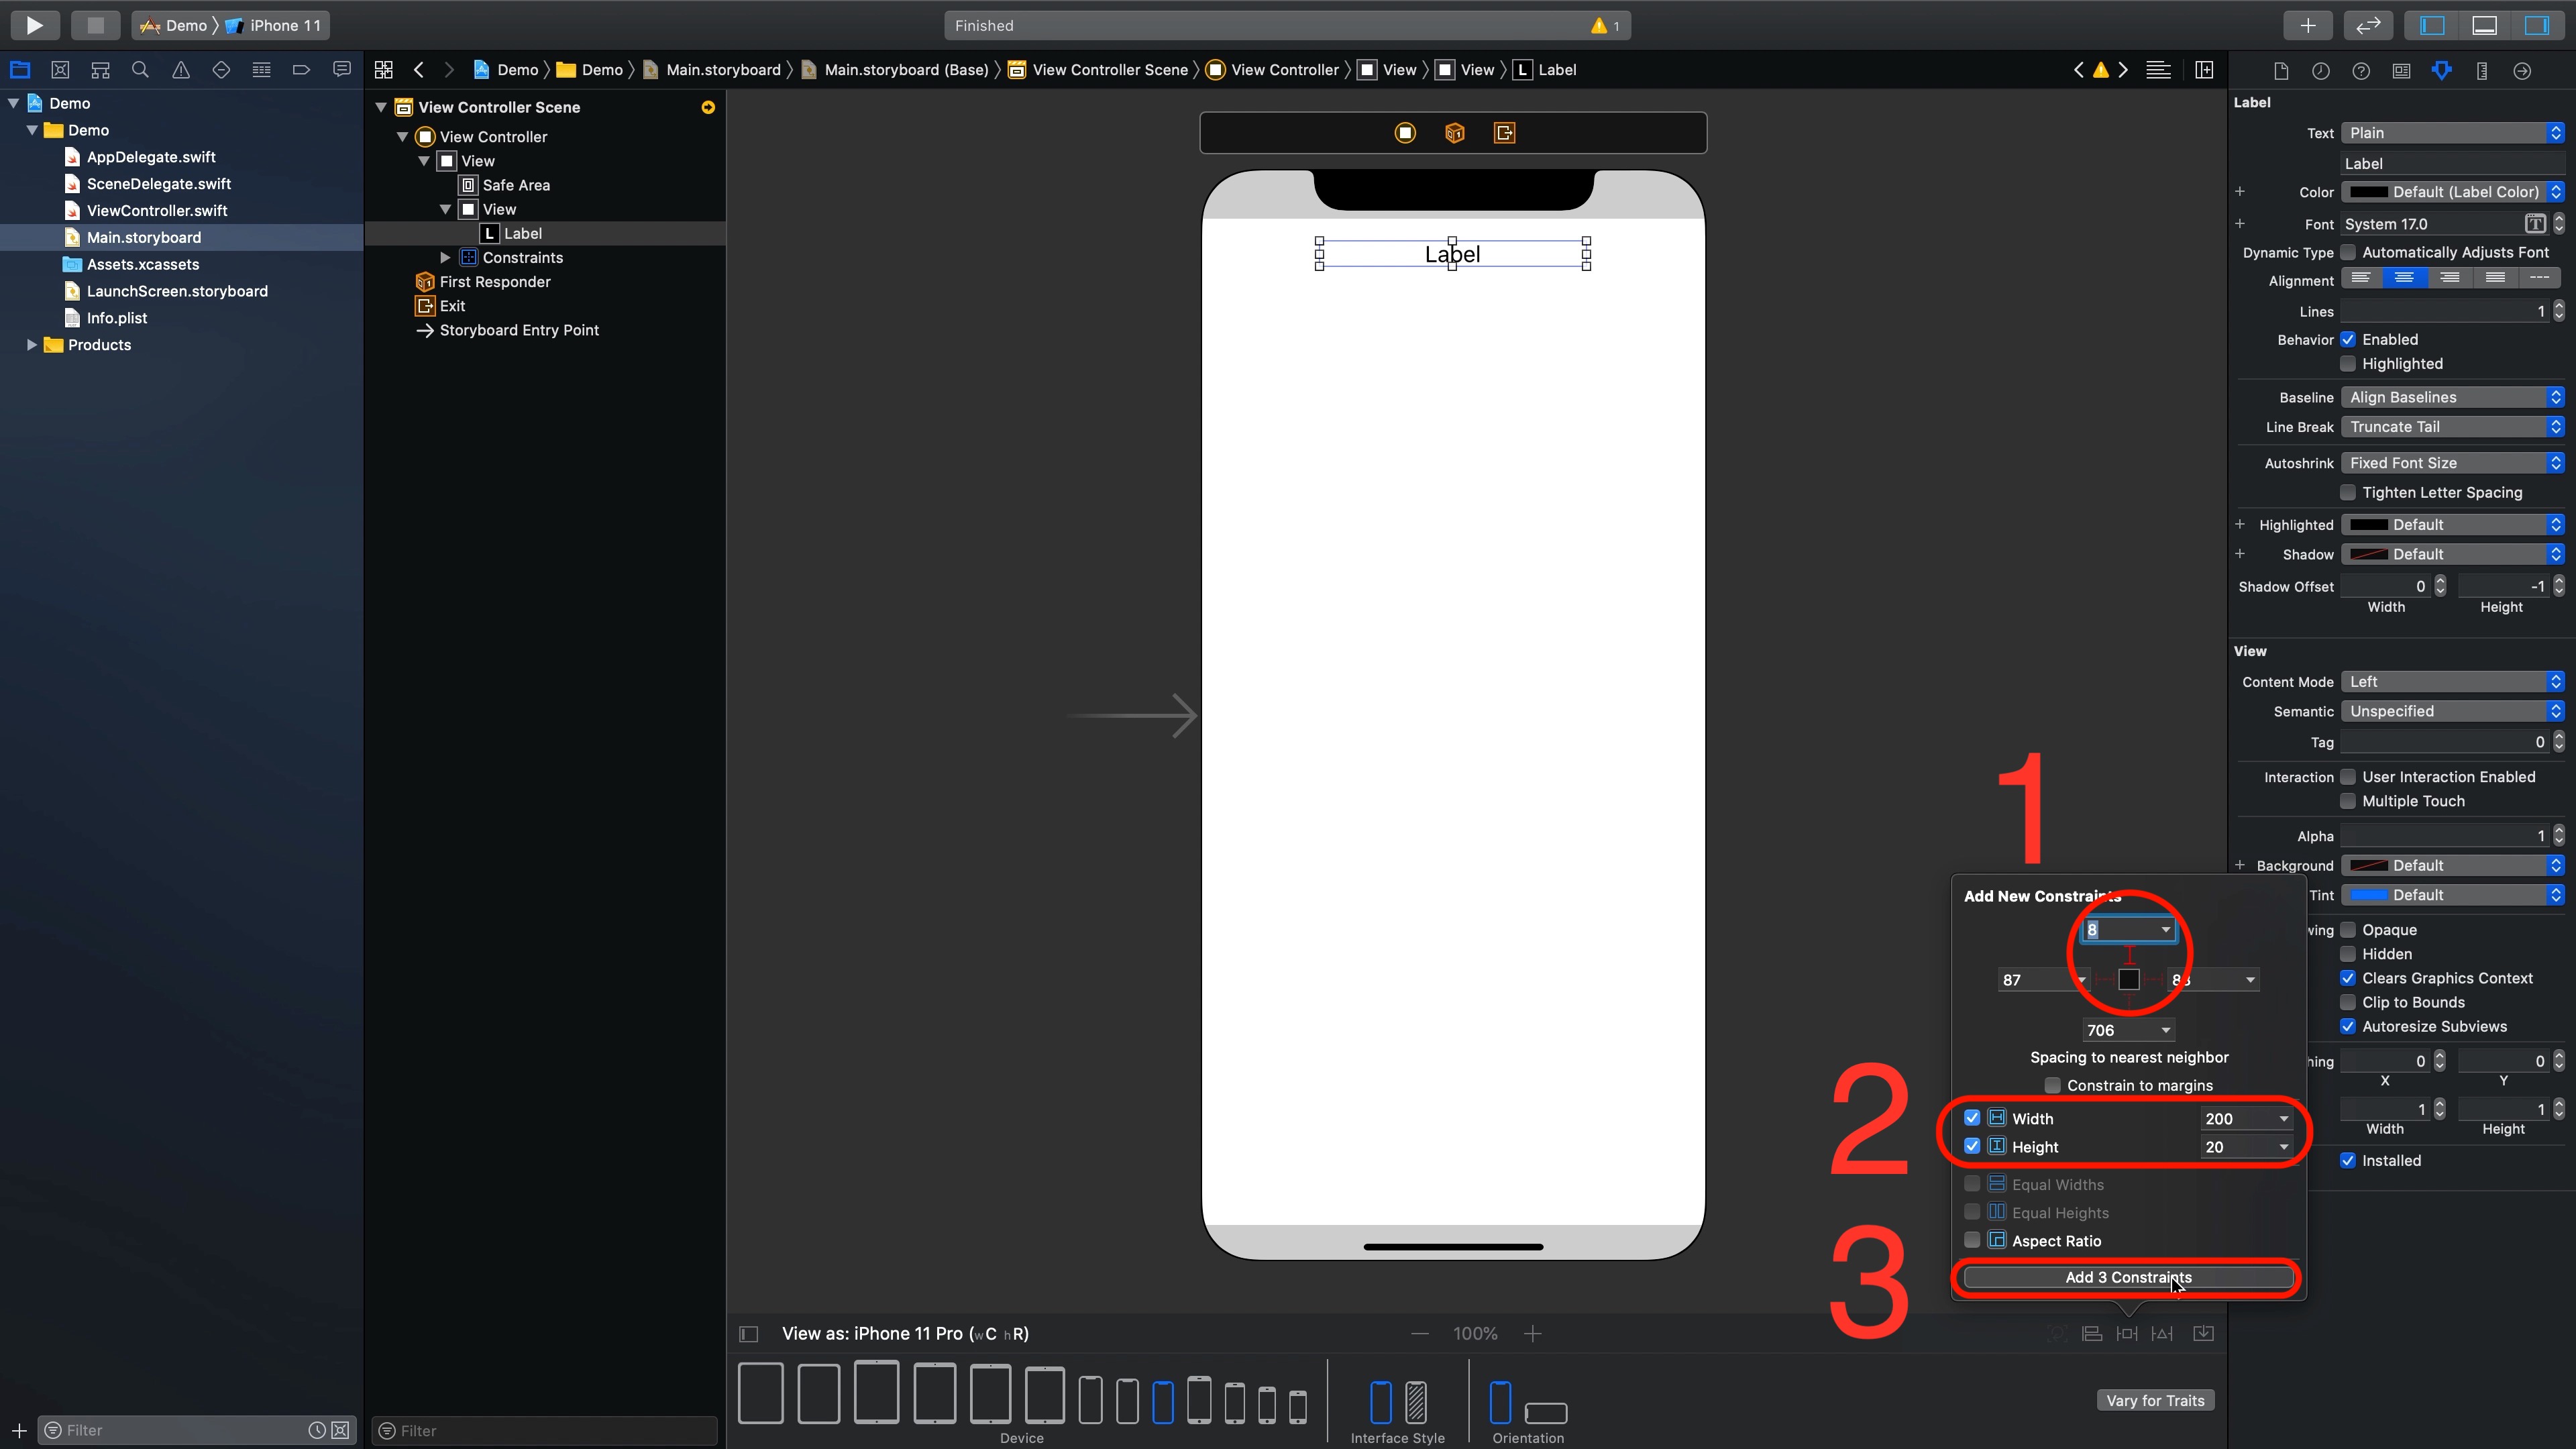 Demo
iPhone 11
Finished
1
Demo
Demo
Main.storyboard
Main.storyboard (Base)
View Controller Scene
View Controller
View
View
L Label
Demo
Demo
AppDelegate.swift
SceneDelegate.swift
ViewController.swift
Main.storyboard
Assets.xcassets
LaunchScreen.storyboard
Info.plist
Products
Filter
View Controller Scene
View Controller
View
Safe Area
View
L Label
Constraints
First Responder
Exit
Storyboard Entry Point
Filter
Label
1
2
3
Add New Constraints
8
87
88
706
Spacing to nearest neighbor
Constrain to margins
Width 200
Height 20
Equal Widths
Equal Heights
Aspect Ratio
Add 3 Constraints
View as: iPhone 11 Pro (wC hR)
100%
Vary for Traits
Device
Interface Style
Orientation
Label
Text Plain
Label
Color Default (Label Color)
Font System 17.0
Dynamic Type Automatically Adjusts Font
Alignment
Lines 1
Behavior Enabled
Highlighted
Baseline Align Baselines
Line Break Truncate Tail
Autoshrink Fixed Font Size
Tighten Letter Spacing
Highlighted Default
Shadow Default
Shadow Offset 0 -1
Width Height
View
Content Mode Left
Semantic Unspecified
Tag 0
Interaction User Interaction Enabled
Multiple Touch
Alpha 1
Background Default
Tint Default
wing Opaque
Hidden
Clears Graphics Context
Clip to Bounds
Autoresize Subviews
hing 0 0
X Y
1 1
Width Height
Installed